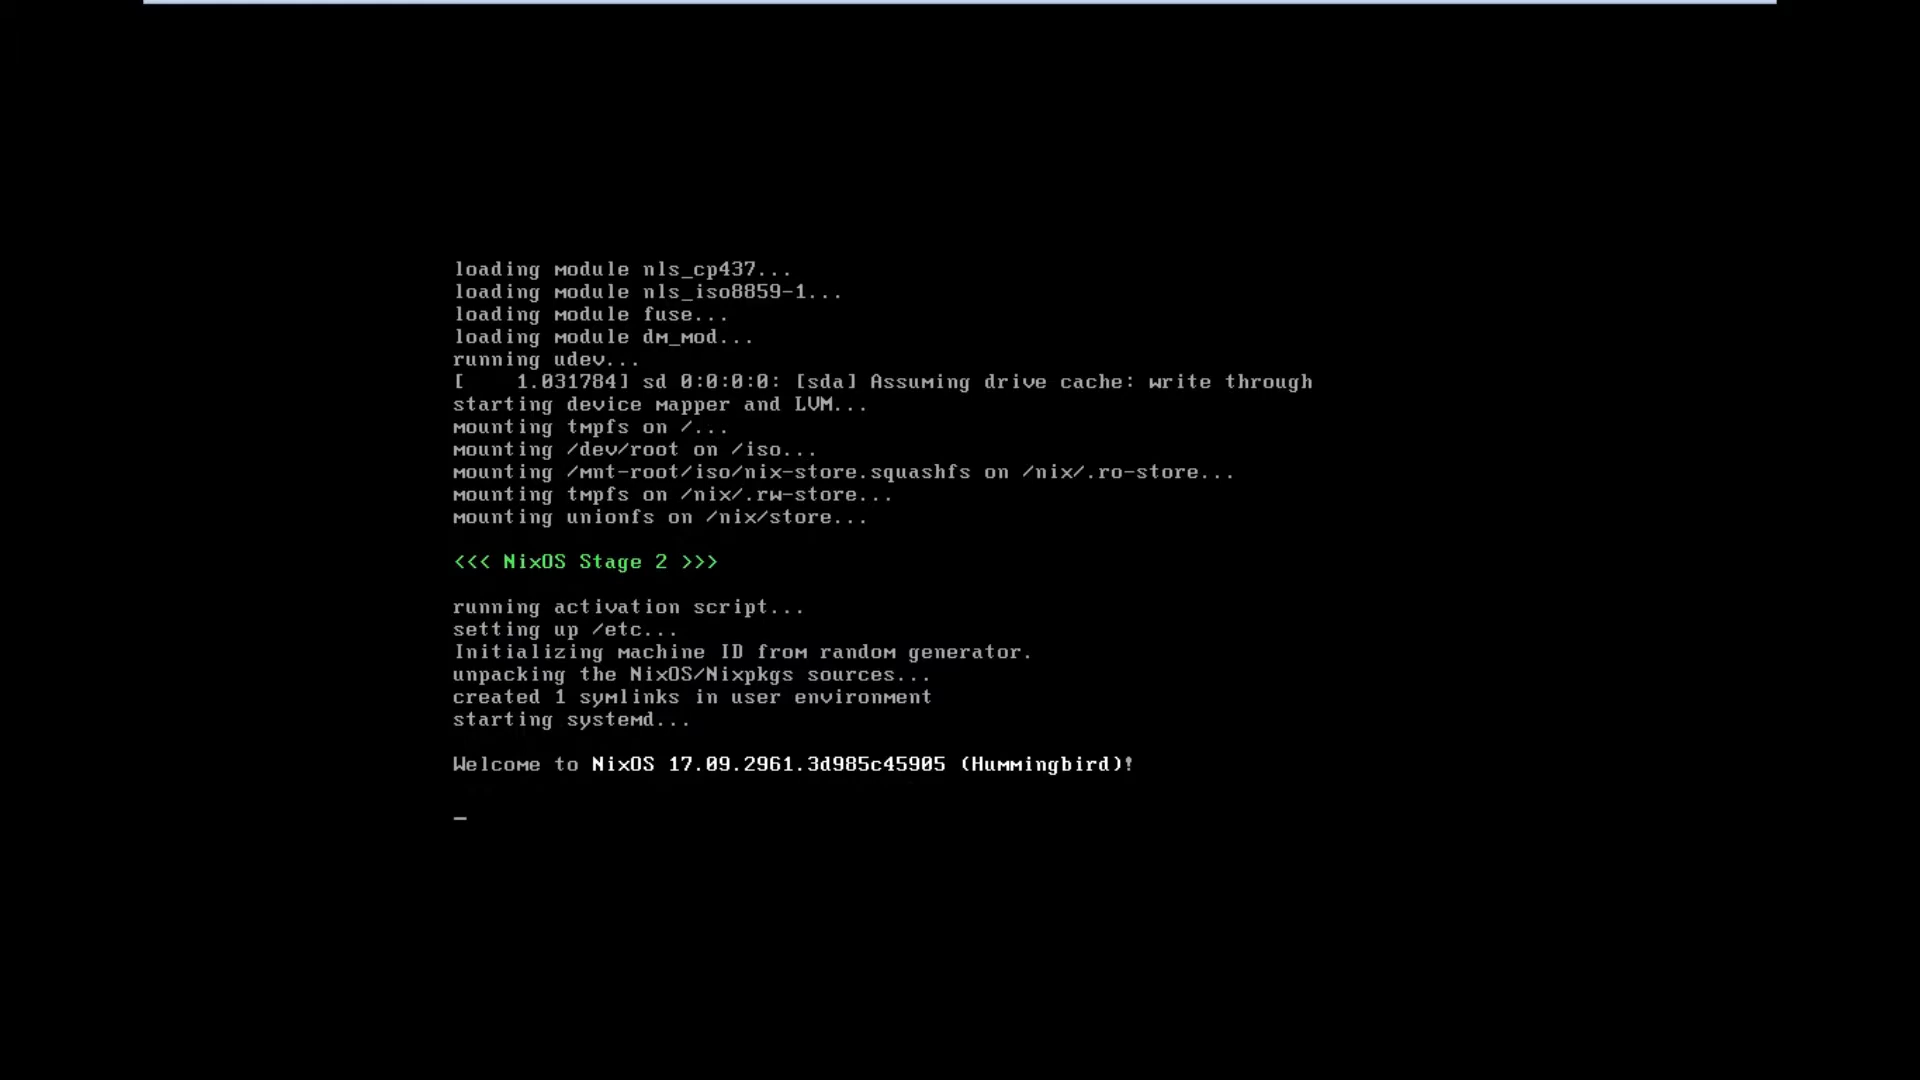 loading module nls_cp437...
loading module nls_iso8859-1...
loading module fuse...
loading module dm_mod...
running udev...
[    1.031784] sd 0:0:0:0: [sda] Assuming drive cache: write through
starting device mapper and LVM...
mounting tmpfs on /...
mounting /dev/root on /iso...
mounting /mnt-root/iso/nix-store.squashfs on /nix/.ro-store...
mounting tmpfs on /nix/.rw-store...
mounting unionfs on /nix/store...
<<< NixOS Stage 2 >>>
running activation script...
setting up /etc...
Initializing machine ID from random generator.
unpacking the NixOS/Nixpkgs sources...
created 1 symlinks in user environment
starting systemd...
Welcome to NixOS 17.09.2961.3d985c45905 (Hummingbird)!